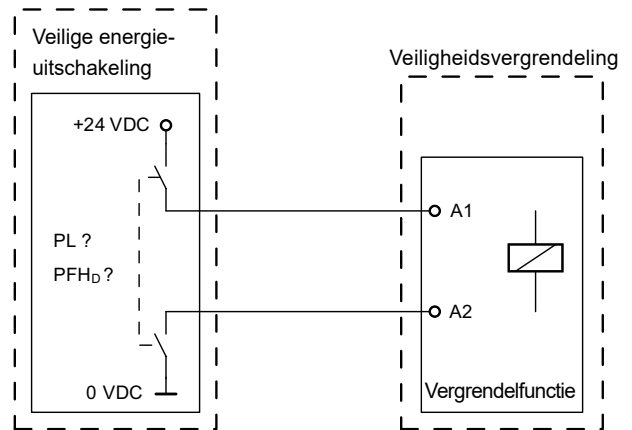 Veilige energie-
uitschakeling
+24 VDC
PL ?
PFHD ?
0 VDC
Veiligheidsvergrendeling
A1
A2
Vergrendelfunctie